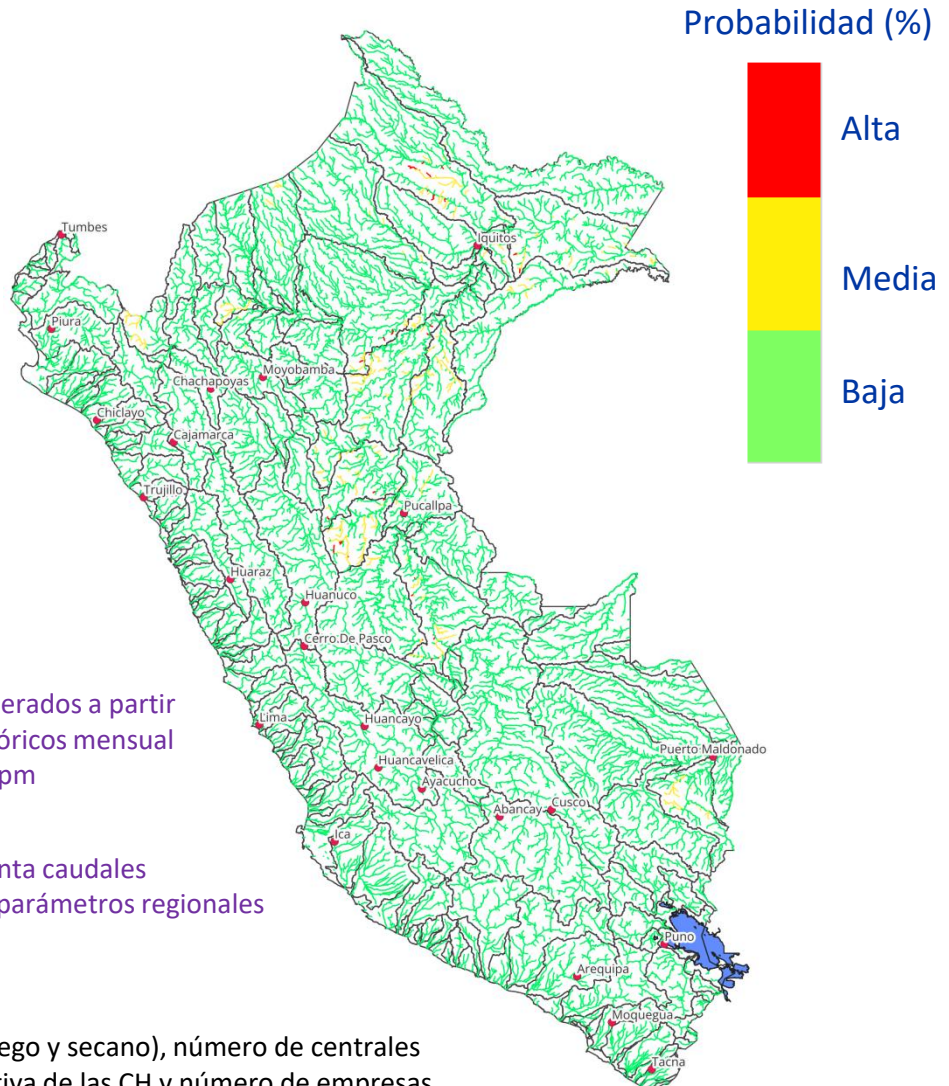 Probabilidad (%)
Alta
Media
Baja
Tumbes
Iquitos
Piura
Moyobamba
Chachapoyas
Chiclayo
Cajamarca
Trujillo
Pucallpa
Huaraz
Huanuco
Cerro De Pasco
Lima
Huancayo
Puerto Maldonado
Huancavelica
Ayacucho
Abancay
Cusco
Ica
Puno
Arequipa
Moquegua
Tacna
erados a partir
óricos mensual
pm
nta caudales
parámetros regionales
ego y secano), número de centrales
tiva de las CH y número de empresas